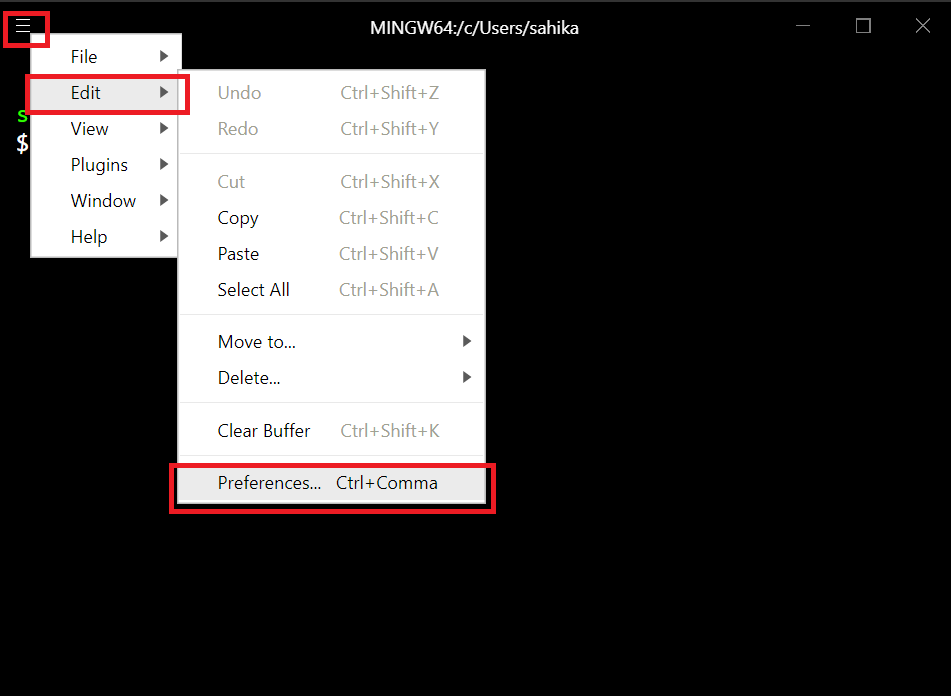 MINGW64:/c/Users/sahika
File
Edit
View
Plugins
Window
Help
s
$
Undo Ctrl+Shift+Z
Redo Ctrl+Shift+Y
Cut Ctrl+Shift+X
Copy Ctrl+Shift+C
Paste Ctrl+Shift+V
Select All Ctrl+Shift+A
Move to...
Delete...
Clear Buffer Ctrl+Shift+K
Preferences... Ctrl+Comma